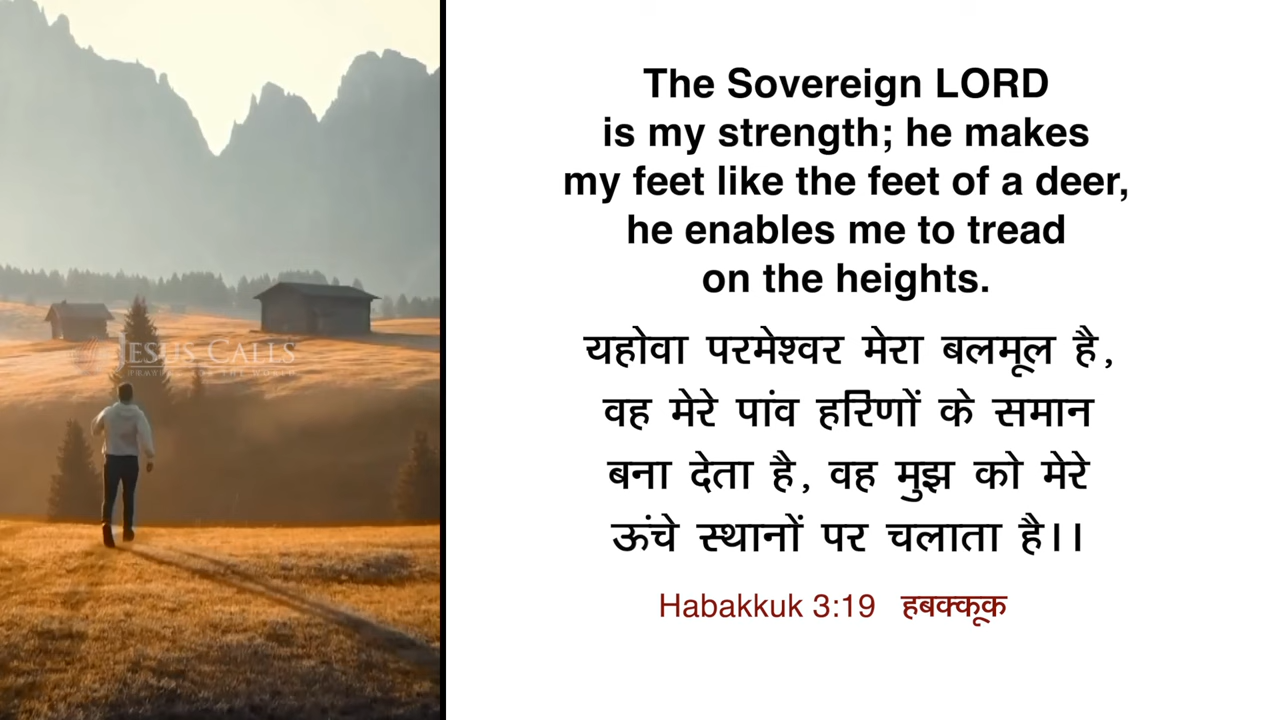 The Sovereign LORD
is my strength; he makes
my feet like the feet of a deer,
he enables me to tread
on the heights.
यहोवा परमेश्वर मेरा बलमूल है,
वह मेरे पांव हरिणों के समान
बना देता है, वह मुझ को मेरे
ऊंचे स्थानों पर चलाता है।।
Habakkuk 3:19 हबक्कूक
JESUS CALLS